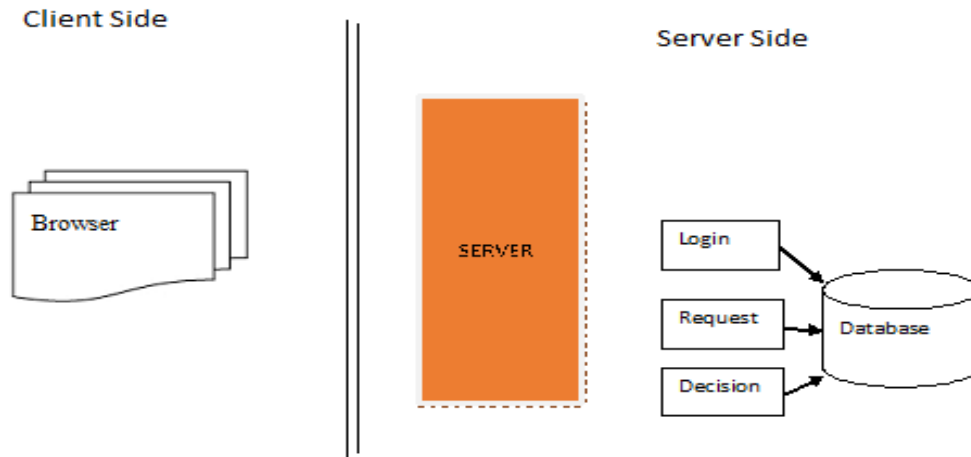 Client Side
Server Side
Browser
SERVER
Login
Request
Database
Decision